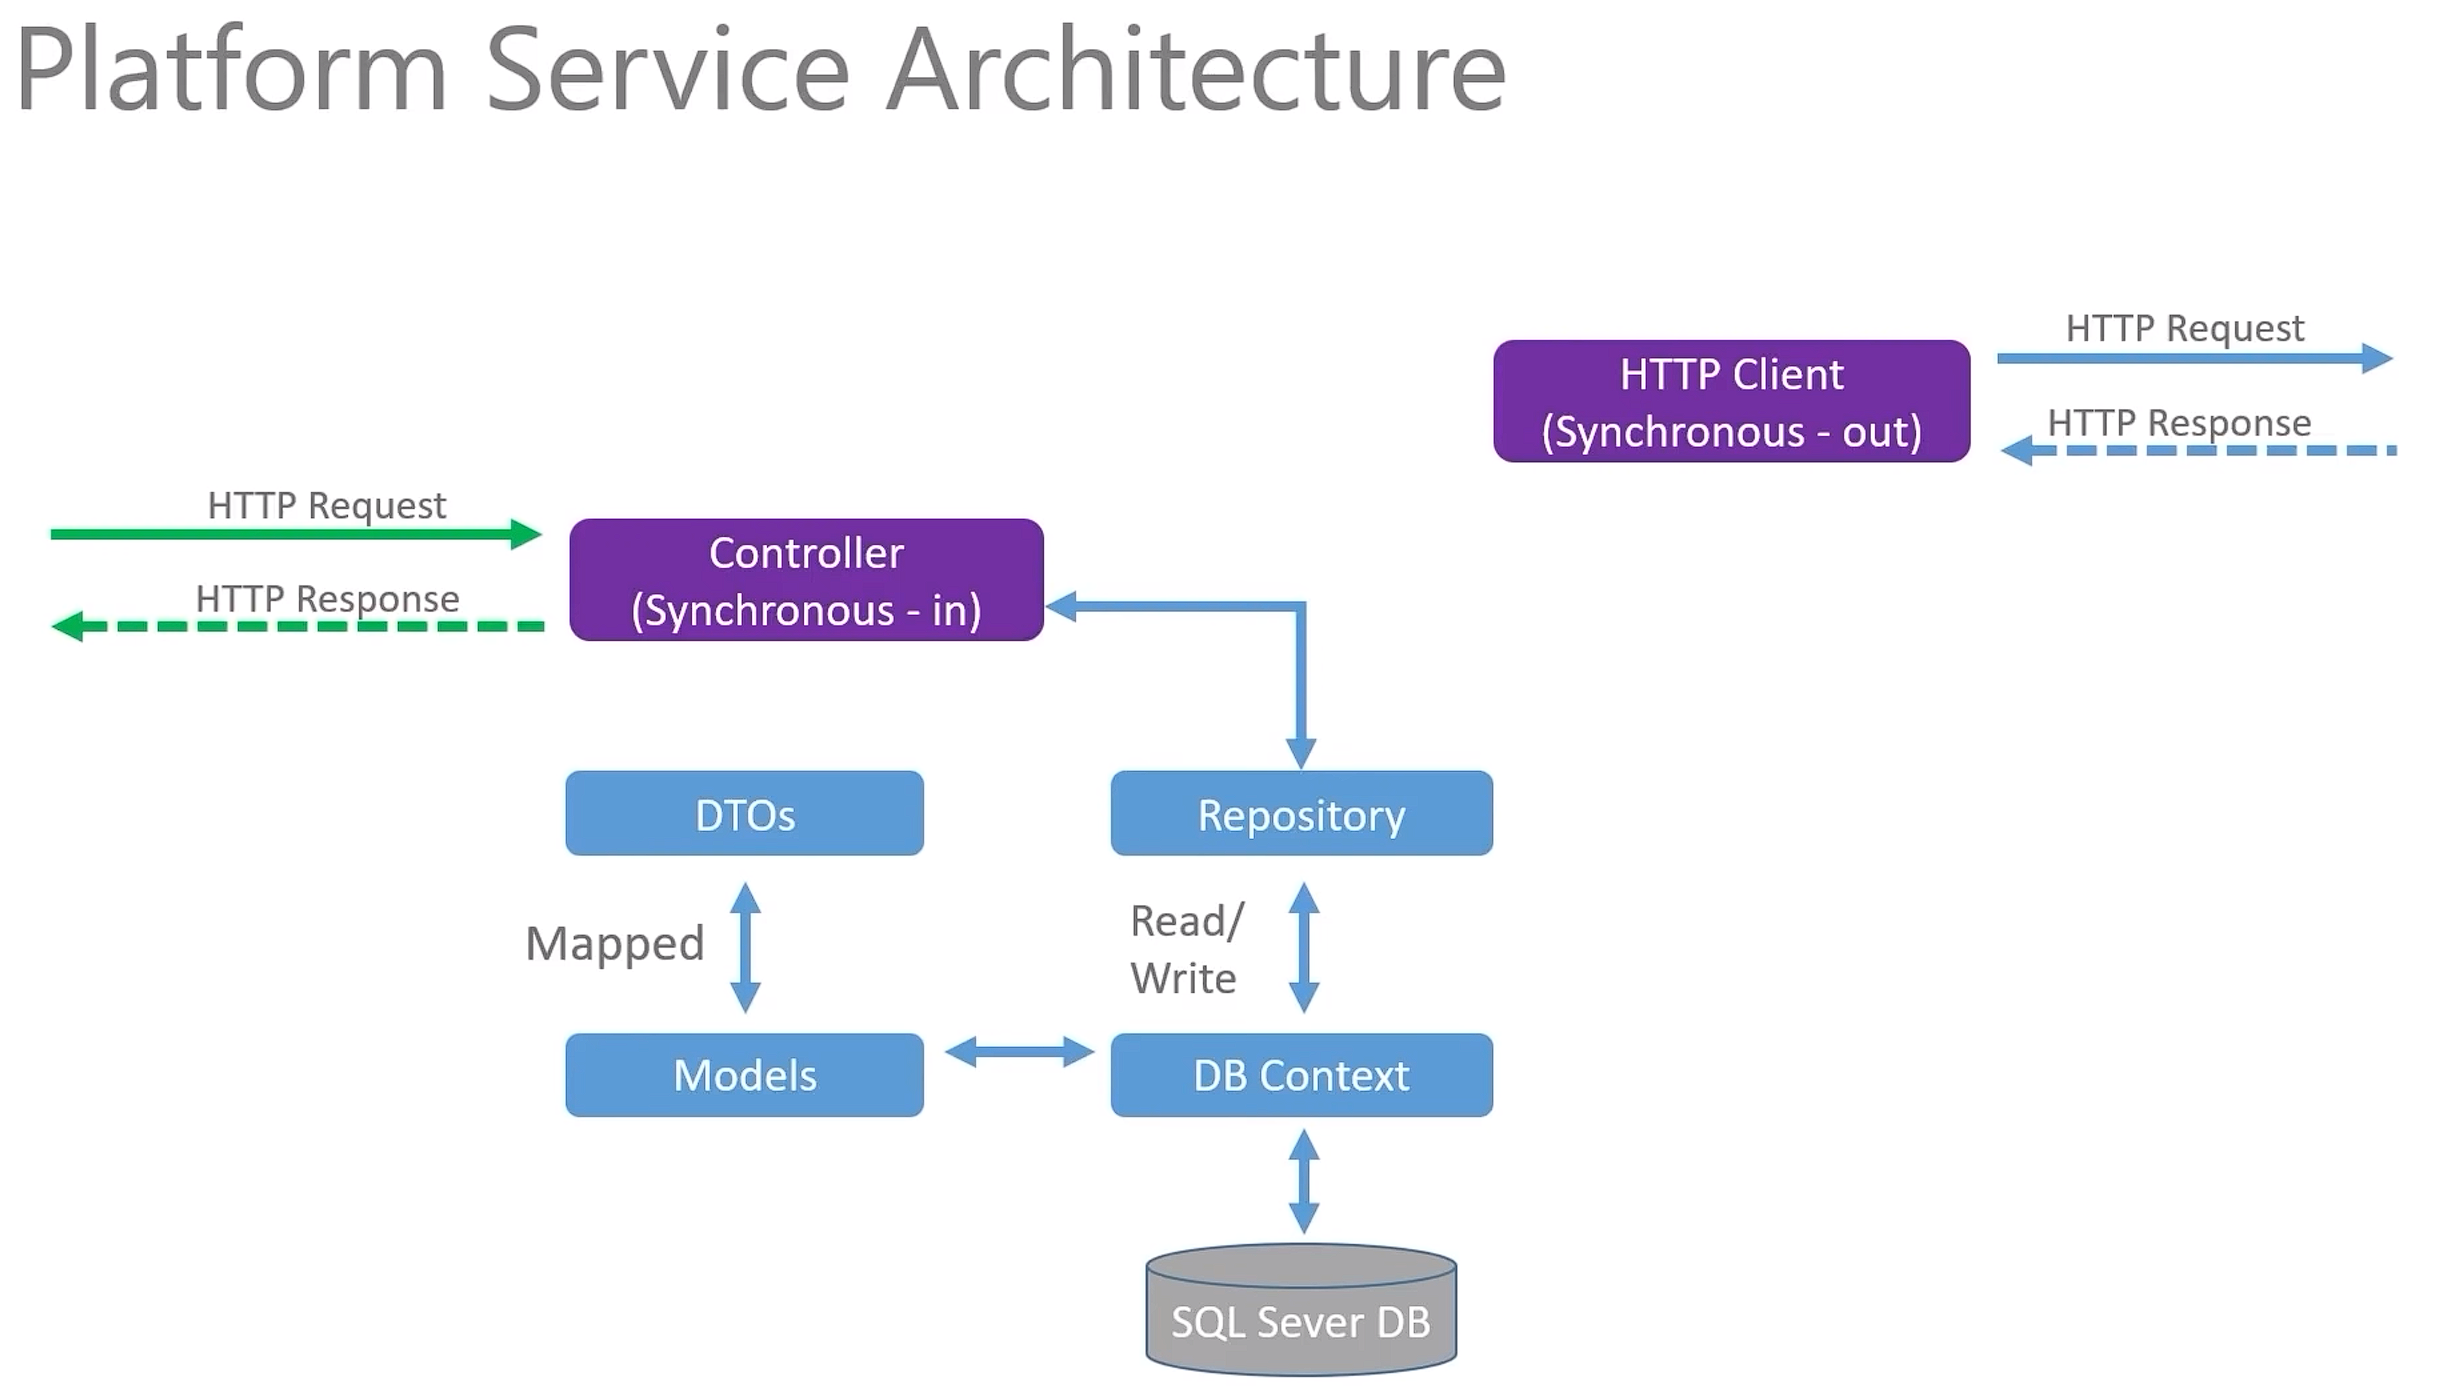 Platform Service Architecture
HTTP Request
HTTP Client
(Synchronous - out)
HTTP Response
HTTP Request
Controller
(Synchronous - in)
HTTP Response
DTOs
Repository
Mapped
Read/
Write
Models
DB Context
SQL Sever DB